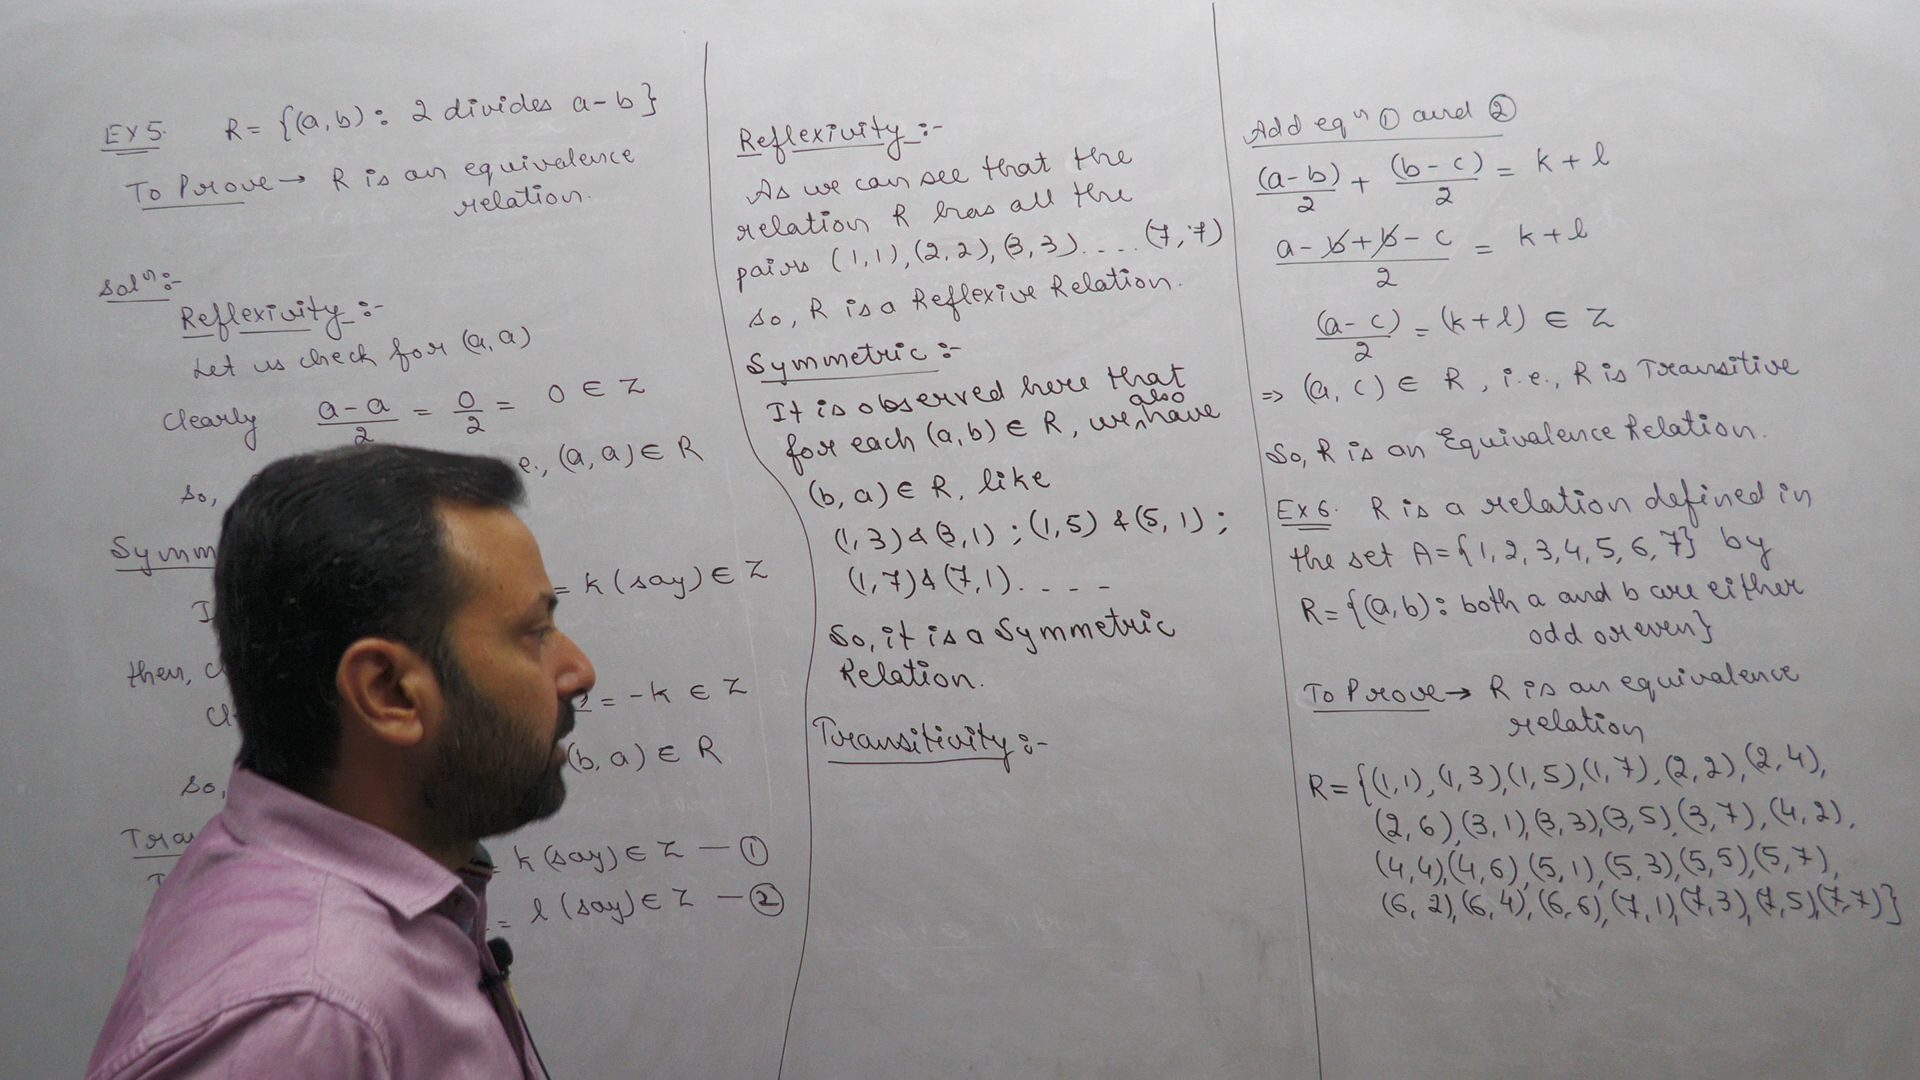 EX 5. R = {(a, b) : 2 divides a - b}
To Prove → R is an equivalence
relation.
Solⁿ :-
Reflexivity :-
Let us check for (a, a)
Clearly (a-a)/2 = 0/2 = 0 ∈ Z
So, e., (a, a) ∈ R
Symm
= k (say) ∈ Z
then,
= -k ∈ Z
So, (b, a) ∈ R
Tra
= k (say) ∈ Z — ①
= l (say) ∈ Z — ②
Reflexivity :-
As we can see that the
relation R has all the
pairs (1, 1), (2, 2), (3, 3) .... (7, 7)
So, R is a Reflexive Relation.
Symmetric :-
It is observed here that
for each (a, b) ∈ R, we also have
(b, a) ∈ R, like
(1, 3) & (3, 1) ; (1, 5) & (5, 1) ;
(1, 7) & (7, 1) . - - -
So, it is a Symmetric
Relation.
Transitivity :-
Add eqⁿ ① and ②
(a - b)/2 + (b - c)/2 = k + l
(a - b + b - c)/2 = k + l
(a - c)/2 = (k + l) ∈ Z
⇒ (a, c) ∈ R, i.e., R is Transitive
So, R is an Equivalence Relation.
EX 6. R is a relation defined in
the set A = {1, 2, 3, 4, 5, 6, 7} by
R = {(a, b) : both a and b are either
odd or even}
To Prove → R is an equivalence
relation
R = {(1, 1), (1, 3), (1, 5), (1, 7), (2, 2), (2, 4),
(2, 6), (3, 1), (3, 3), (3, 5), (3, 7), (4, 2),
(4, 4), (4, 6), (5, 1), (5, 3), (5, 5), (5, 7),
(6, 2), (6, 4), (6, 6), (7, 1), (7, 3), (7, 5), (7, 7)}